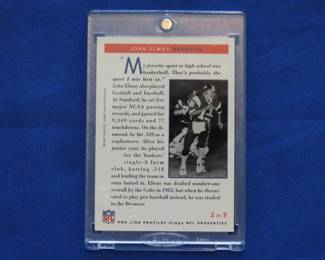 JOHN ELWAY BRONCOS
"My favorite sport in high school was
basketball. That's probably the
sport I was best at."
John Elway also played
football and baseball.
At Stanford, he set five
major NCAA passing
records, and passed for
9,349 yards and 77
touchdowns. On the di-
amond, he hit .349 as a
sophomore. After his
junior year, he played
for the Yankees'
single-A farm
club, batting .318
and leading the team in
runs batted in. Elway was drafted number-one
overall by the Colts in 1983, but when he threat-
ened to play pro baseball instead, he was traded
to the Broncos.
2 of 9
NFL
PRO LINE PROFILES ©1992 NFL PROPERTIES